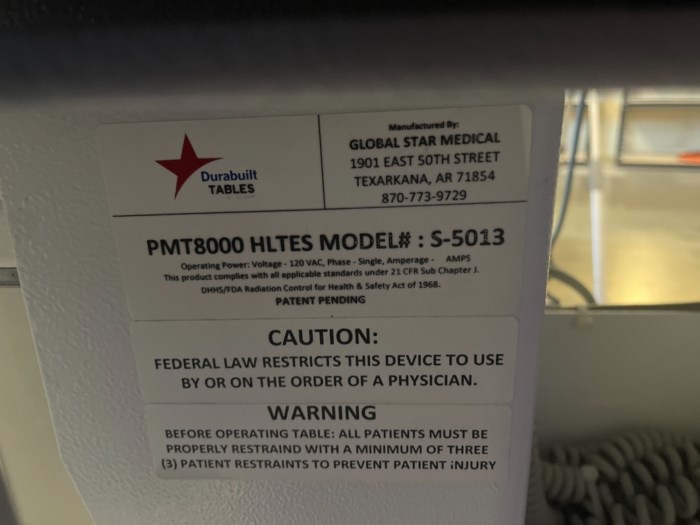 Durabuilt
TABLES
Manufactured By:
GLOBAL STAR MEDICAL
1901 EAST 50TH STREET
TEXARKANA, AR 71854
870-773-9729
PMT8000 HLTES MODEL# : S-5013
Operating Power: Voltage - 120 VAC, Phase - Single, Amperage - AMPS
This product complies with all applicable standards under 21 CFR Sub Chapter J.
DHHS/FDA Radiation Control for Health & Safety Act of 1968.
PATENT PENDING
CAUTION:
FEDERAL LAW RESTRICTS THIS DEVICE TO USE
BY OR ON THE ORDER OF A PHYSICIAN.
WARNING
BEFORE OPERATING TABLE: ALL PATIENTS MUST BE
PROPERLY RESTRAIND WITH A MINIMUM OF THREE
(3) PATIENT RESTRAINTS TO PREVENT PATIENT iNJURY